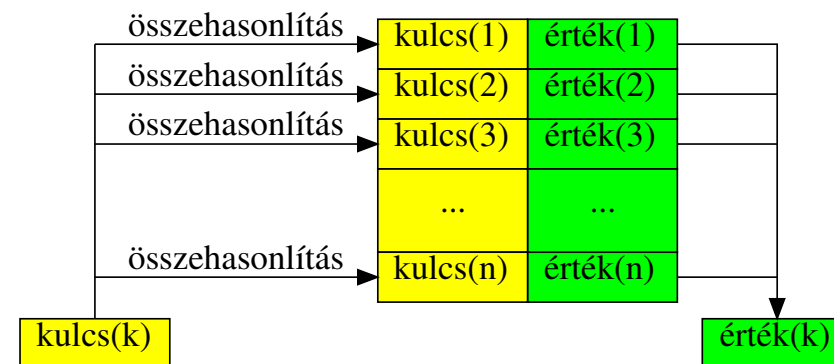 összehasonlítás kulcs(1) érték(1)
összehasonlítás kulcs(2) érték(2)
összehasonlítás kulcs(3) érték(3)
... ...
összehasonlítás kulcs(n) érték(n)
kulcs(k) érték(k)